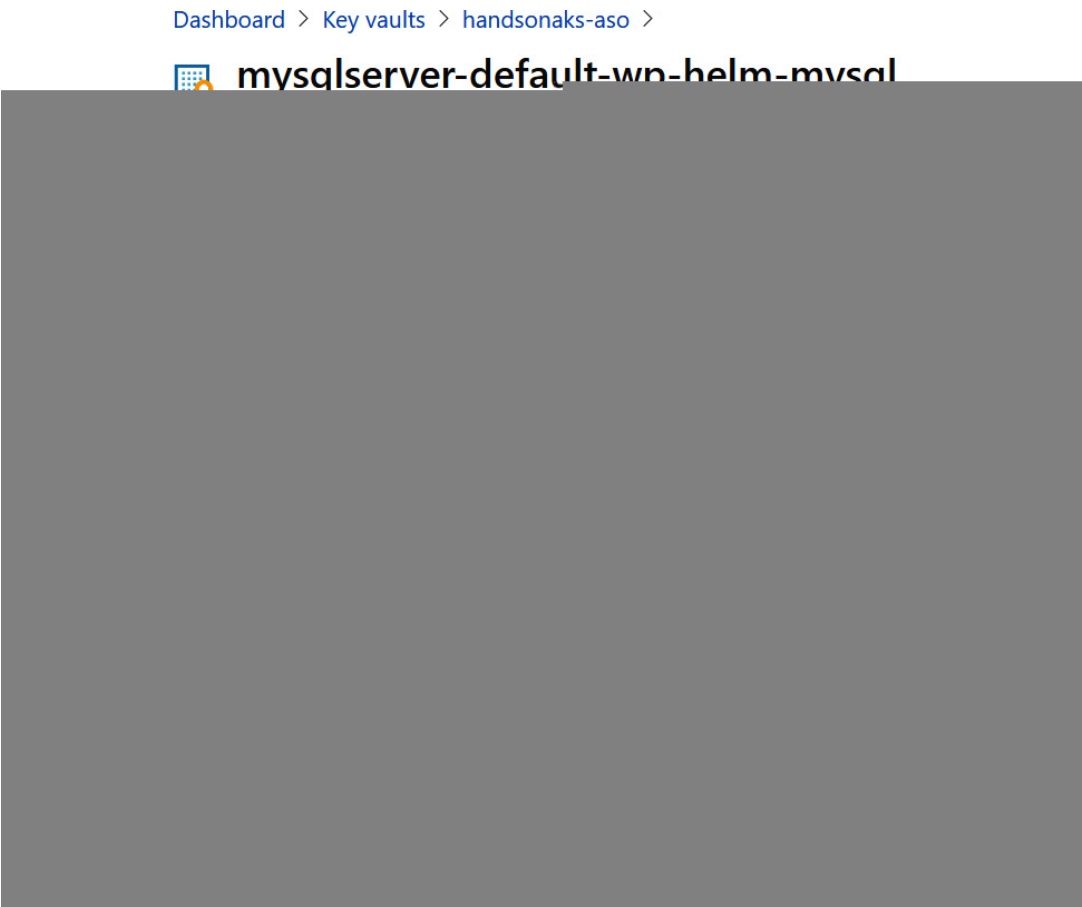 Dashboard > Key vaults > handsonaks-aso >
mysqlserver-default-wp-helm-mysql